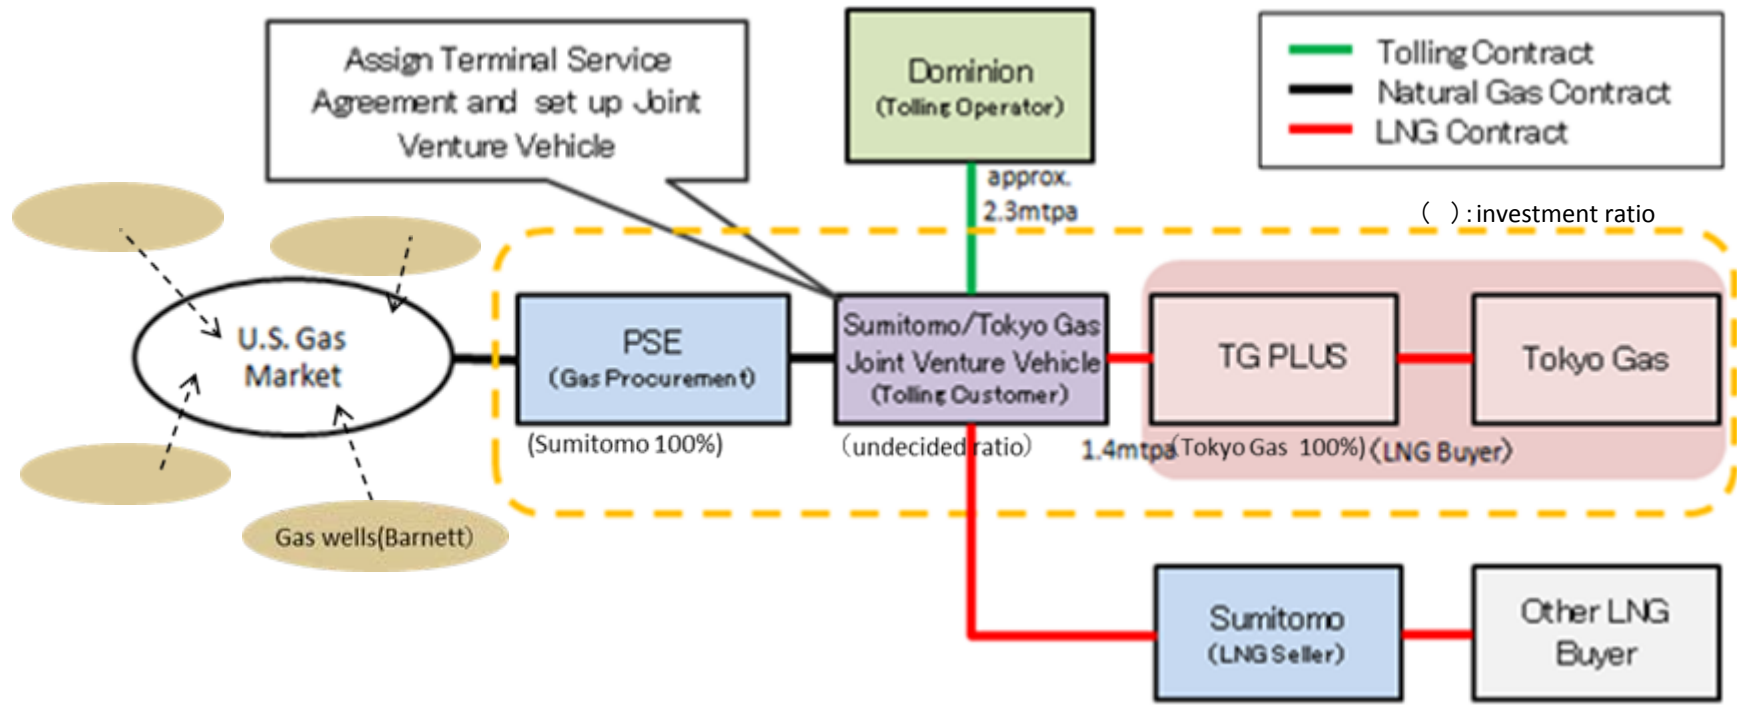 Assign Terminal Service
Agreement and set up Joint
Venture Vehicle
Dominion
(Tolling Operator)
Tolling Contract
Natural Gas Contract
LNG Contract
approx.
2.3mtpa
( ) : investment ratio
U.S. Gas
Market
PSE
(Gas Procurement)
Sumitomo/Tokyo Gas
Joint Venture Vehicle
(Tolling Customer)
TG PLUS
Tokyo Gas
(Sumitomo 100%)
(undecided ratio)
1.4mtpa
(Tokyo Gas 100%)
(LNG Buyer)
Gas wells(Barnett)
Sumitomo
(LNG Seller)
Other LNG
Buyer